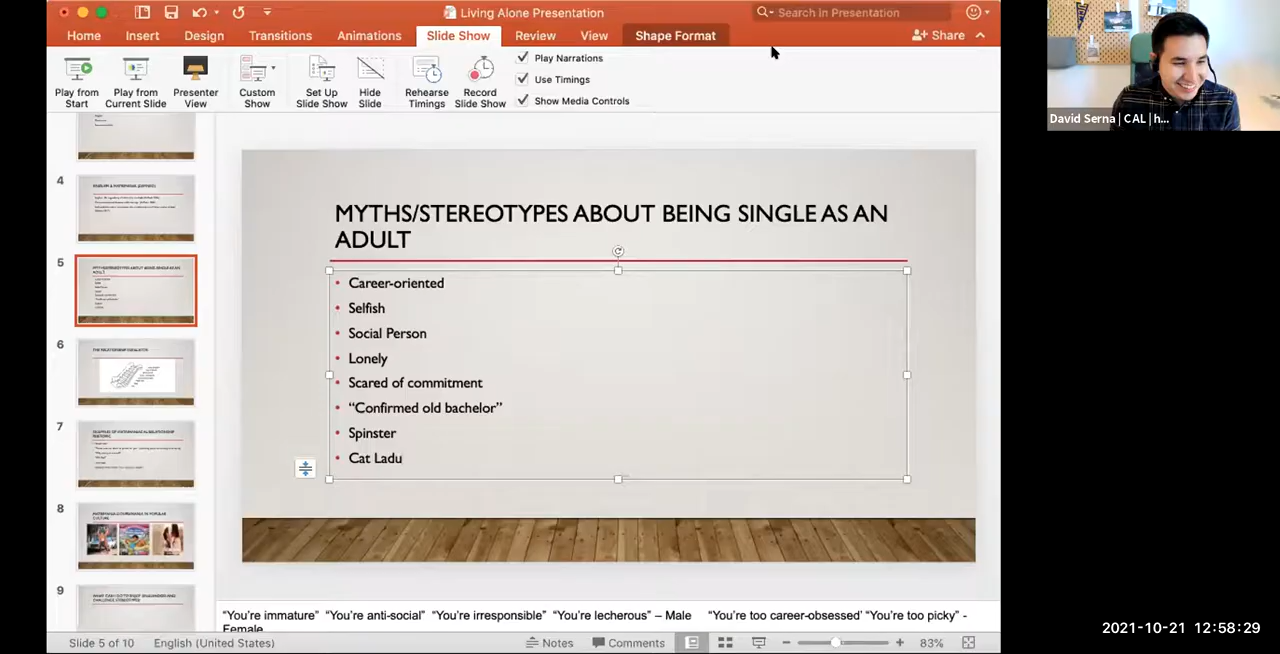 Living Alone Presentation
Search in Presentation
Home Insert Design Transitions Animations Slide Show Review View Shape Format Share
Play from Start
Play from Current Slide
Presenter View
Custom Show
Set Up Slide Show
Hide Slide
Rehearse Timings
Record Slide Show
Play Narrations
Use Timings
Show Media Controls
David Serna | CAL | h...
4
5
6
7
8
9
MYTHS/STEREOTYPES ABOUT BEING SINGLE AS AN
ADULT
• Career-oriented
• Selfish
• Social Person
• Lonely
• Scared of commitment
• “Confirmed old bachelor”
• Spinster
• Cat Ladu
“You’re immature” “You’re anti-social” “You’re irresponsible” “You’re lecherous” – Male “You’re too career-obsessed’ “You’re too picky” -
Female
Slide 5 of 10 English (United States) Notes Comments 83%
2021-10-21 12:58:29